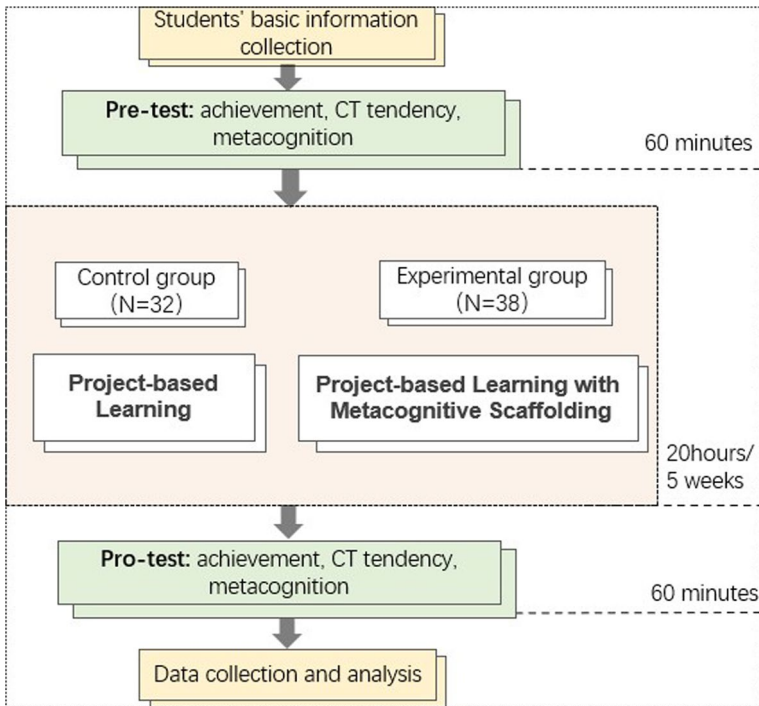 Students' basic information
collection
Pre-test: achievement, CT tendency,
metacognition
60 minutes
Control group
(N=32)
Experimental group
(N=38)
Project-based
Learning
Project-based Learning with
Metacognitive Scaffolding
20hours/
5 weeks
Pro-test: achievement, CT tendency,
metacognition
60 minutes
Data collection and analysis